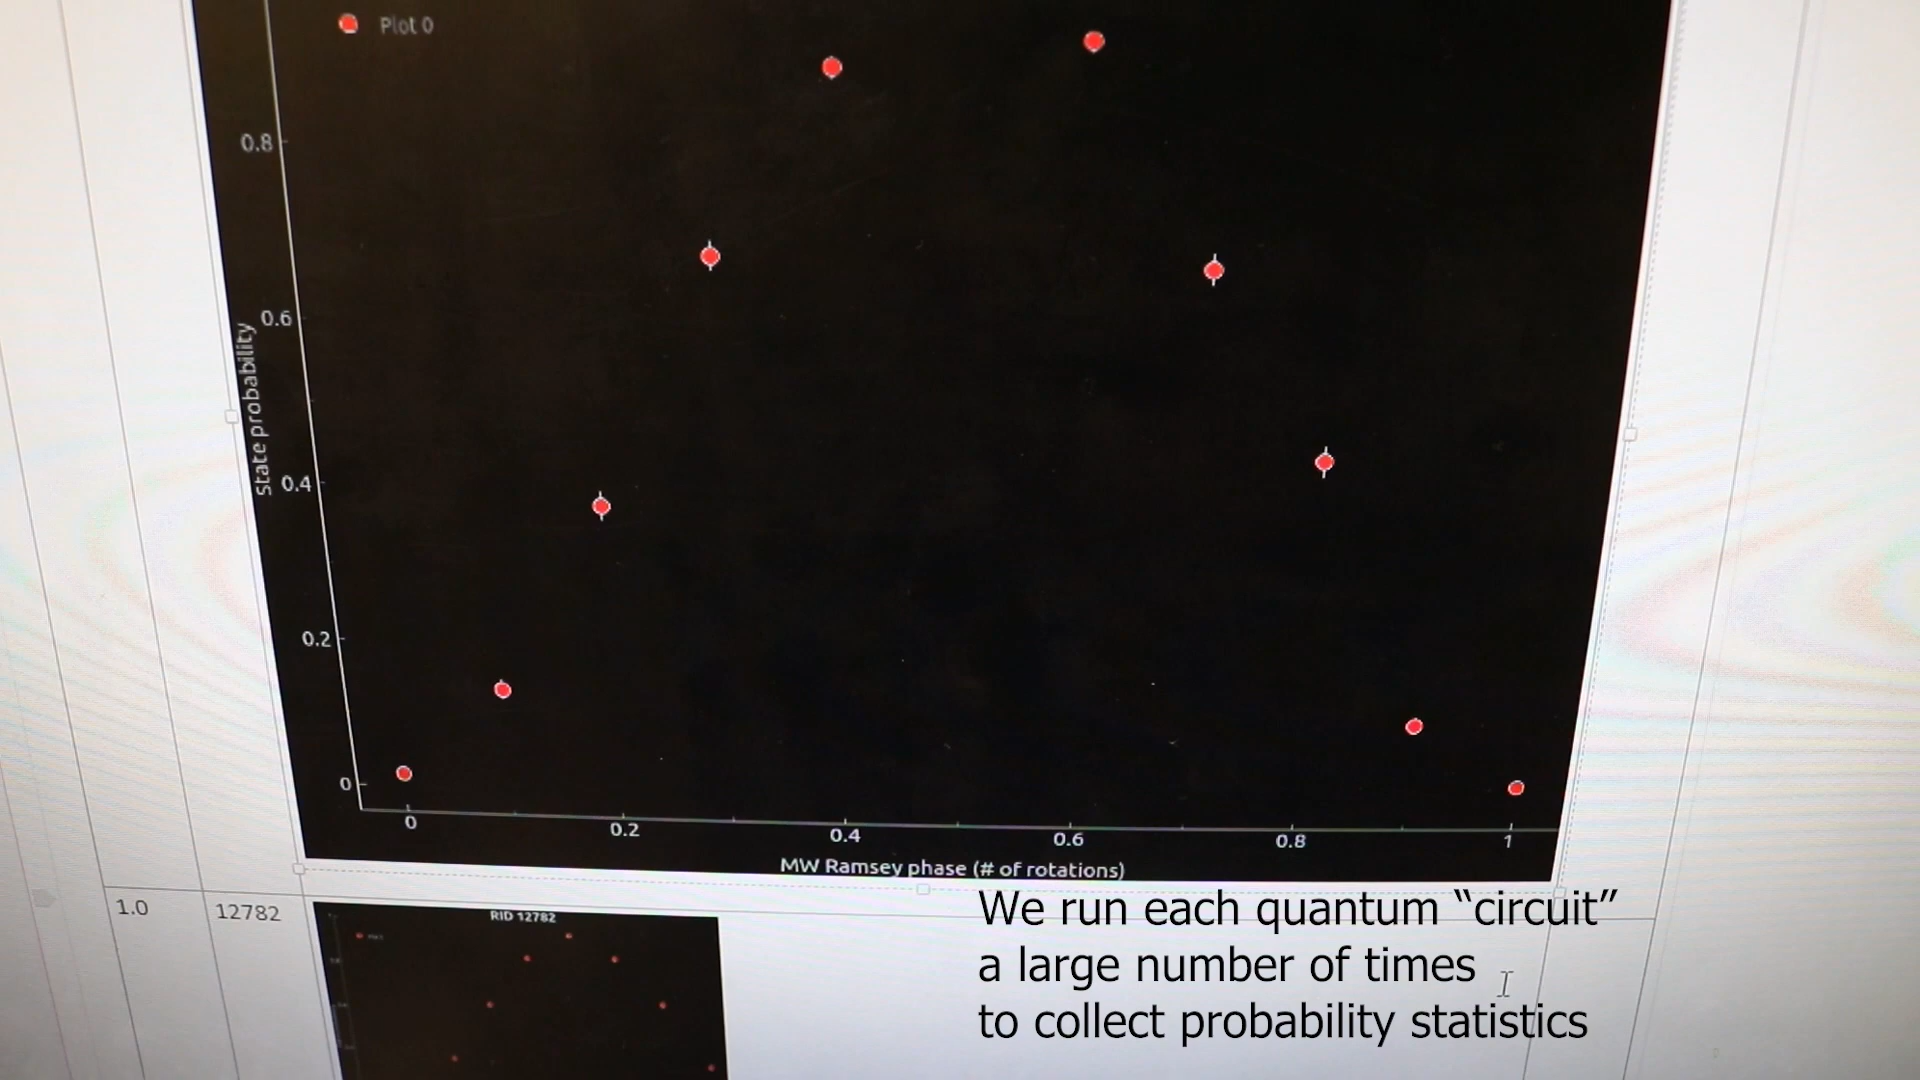 Plot 0
0.8
0.6
0.4
0.2
0
state probability
0 0.2 0.4 0.6 0.8 1
MW Ramsey phase (# of rotations)
1.0 12782
RID 12782
We run each quantum “circuit”
a large number of times
to collect probability statistics